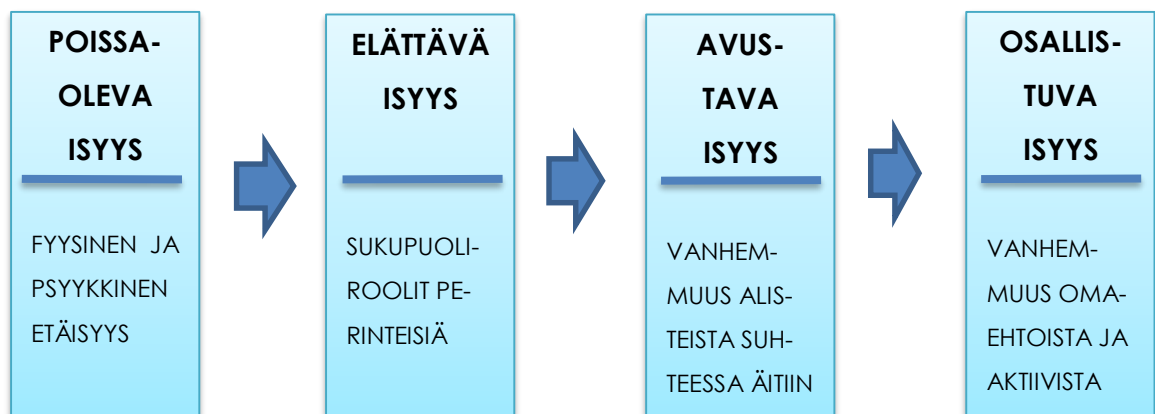 POISSA-
OLEVA
ISYYS
FYYSINEN JA
PSYYKKINEN
ETÄISYYS
ELÄTTÄVÄ
ISYYS
SUKUPUOLI-
ROOLIT PE-
RINTEISIÄ
AVUS-
TAVA
ISYYS
VANHEM-
MUUS ALIS-
TEISTA SUH-
TEESSA ÄITIIN
OSALLIS-
TUVA
ISYYS
VANHEM-
MUUS OMA-
EHTOISTA JA
AKTIIVISTA